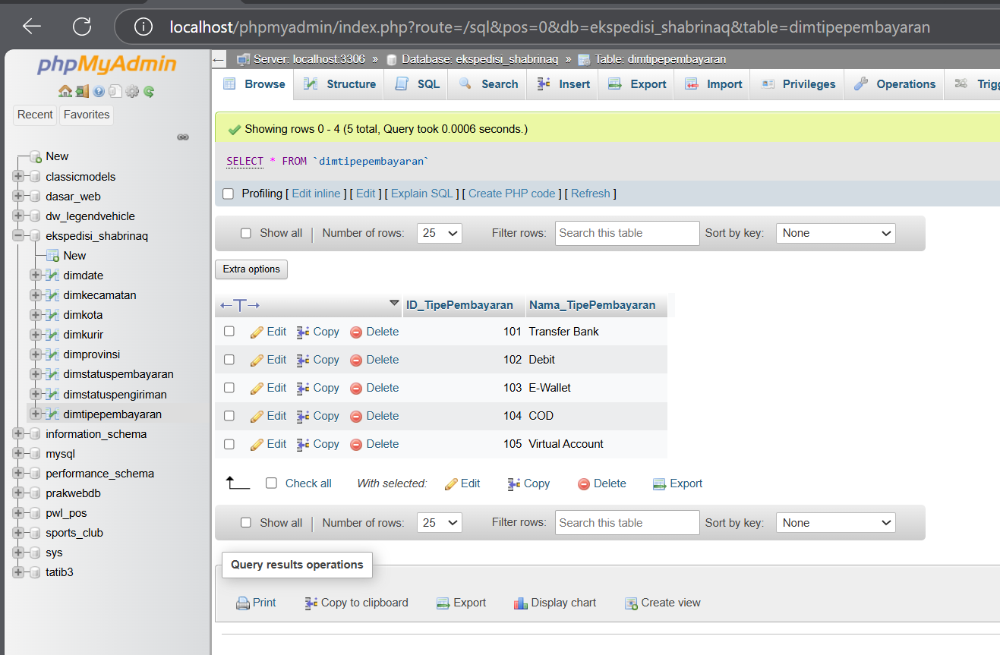 localhost/phpmyadmin/index.php?route=/sql&pos=0&db=ekspedisi_shabrinaq&table=dimtipepembayaran
phpMyAdmin
Recent Favorites
New
classicmodels
dasar_web
dw_legendvehicle
ekspedisi_shabrinaq
New
dimdate
dimkecamatan
dimkota
dimkurir
dimprovinsi
dimstatuspembayaran
dimstatuspengiriman
dimtipepembayaran
information_schema
mysql
performance_schema
prakwebdb
pwl_pos
sports_club
sys
tatib3
Server: localhost:3306 » Database: ekspedisi_shabrinaq » Table: dimtipepembayaran
Browse Structure SQL Search Insert Export Import Privileges Operations Trigg
Showing rows 0 - 4 (5 total, Query took 0.0006 seconds.)
SELECT * FROM `dimtipepembayaran`
Profiling [ Edit inline ] [ Edit ] [ Explain SQL ] [ Create PHP code ] [ Refresh ]
Show all | Number of rows: 25 Filter rows: Search this table Sort by key: None
Extra options
←T→ ID_TipePembayaran Nama_TipePembayaran
Edit Copy Delete 101 Transfer Bank
Edit Copy Delete 102 Debit
Edit Copy Delete 103 E-Wallet
Edit Copy Delete 104 COD
Edit Copy Delete 105 Virtual Account
Check all With selected: Edit Copy Delete Export
Show all | Number of rows: 25 Filter rows: Search this table Sort by key: None
Query results operations
Print Copy to clipboard Export Display chart Create view